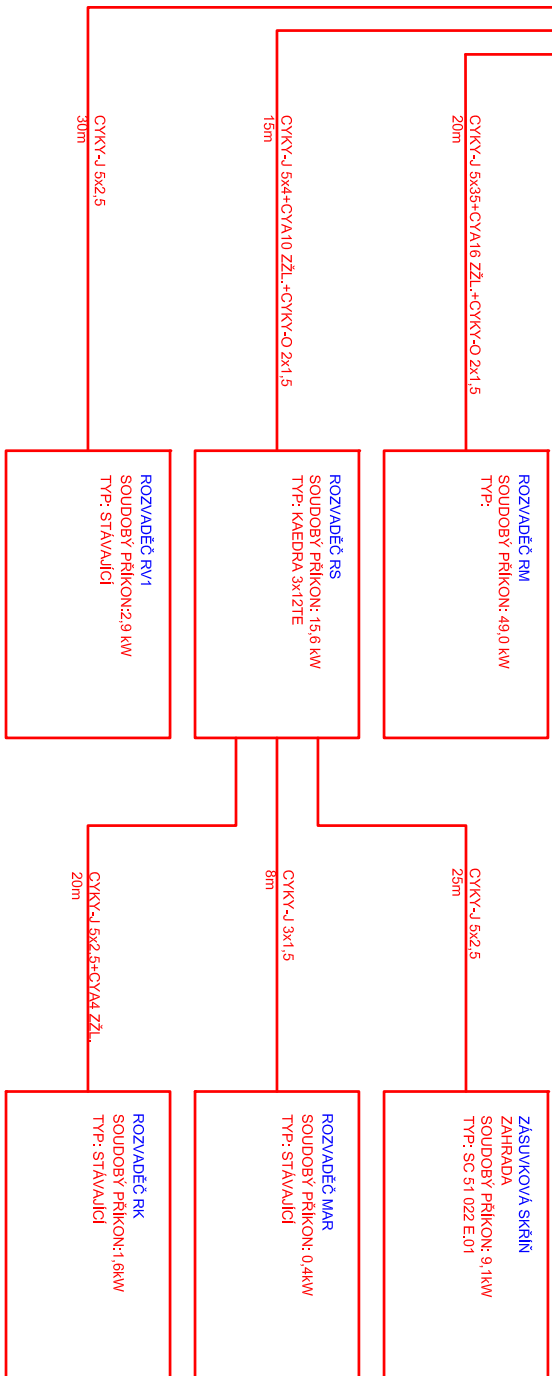 CYKY-J 5x35+CYA16 ZŽL.+CYKY-O 2x1,5
20m
ROZVADĚČ RM
SOUDOBÝ PŘÍKON: 49,0 kW
TYP:
CYKY-J 5x4+CYA10 ZŽL.+CYKY-O 2x1,5
15m
ROZVADĚČ RS
SOUDOBÝ PŘÍKON: 15,6 kW
TYP: KAEDRA 3x12TE
CYKY-J 5x2,5
30m
ROZVADĚČ RV1
SOUDOBÝ PŘÍKON:2,9 kW
TYP: STÁVAJÍCÍ
CYKY-J 5x2,5
25m
ZÁSUVKOVÁ SKŘÍŇ
ZAHRADA
SOUDOBÝ PŘÍKON: 9,1kW
TYP: SC 51 022 E.01
CYKY-J 3x1,5
8m
ROZVADĚČ MAR
SOUDOBÝ PŘÍKON: 0,4kW
TYP: STÁVAJÍCÍ
CYKY-J 5x2,5+CYA4 ZŽL.
20m
ROZVADĚČ RK
SOUDOBÝ PŘÍKON:1,6kW
TYP: STÁVAJÍCÍ